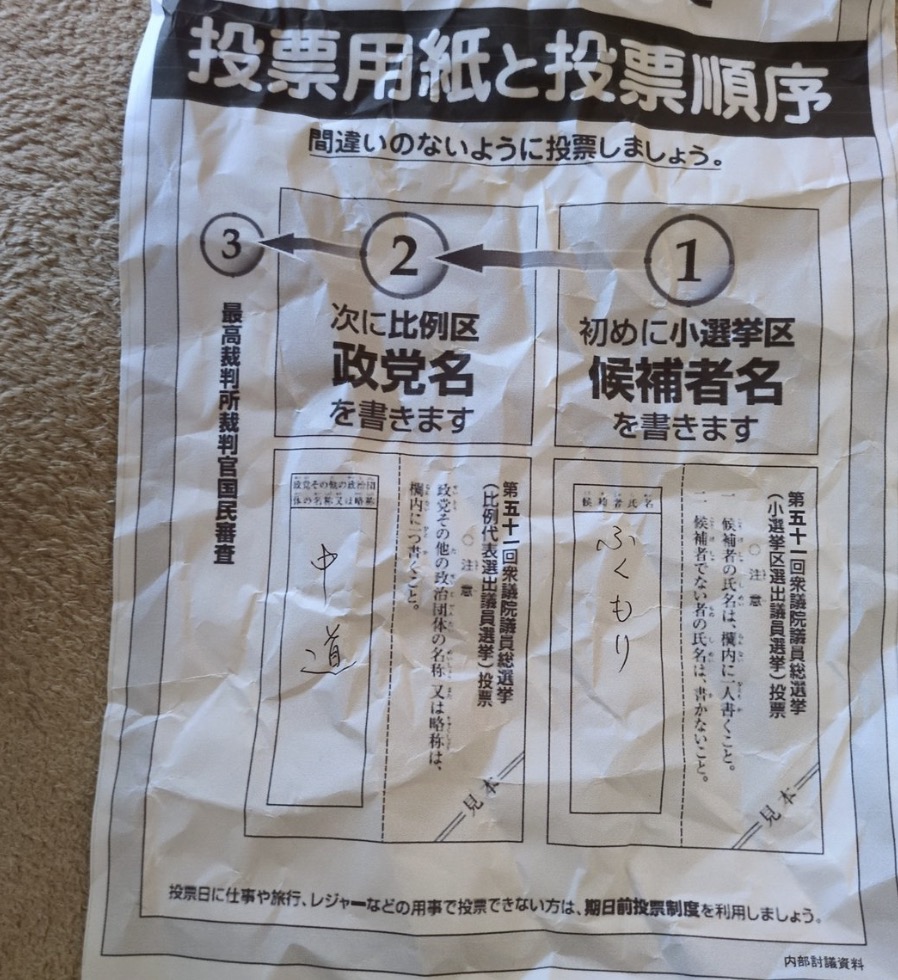 投票用紙と投票順序
間違いのないように投票しましょう。
1
初めに小選挙区
候補者名
を書きます
2
次に比例区
政党名
を書きます
3
最高裁判所裁判官国民審査
第五十一回衆議院議員総選挙
(小選挙区選出議員選挙)投票
○注意
一 候補者の氏名は、欄内に一人書くこと。
二 候補者でない者の氏名は、書かないこと。
見本
候補者氏名
ふくもり
第五十一回衆議院議員総選挙
(比例代表選出議員選挙)投票
○注意
政党その他の政治団体の名称又は略称は、
欄内に一つ書くこと。
見本
政党その他の政治団
体の名称又は略称
中道
投票日に仕事や旅行、レジャーなどの用事で投票できない方は、期日前投票制度を利用しましょう。
内部討議資料